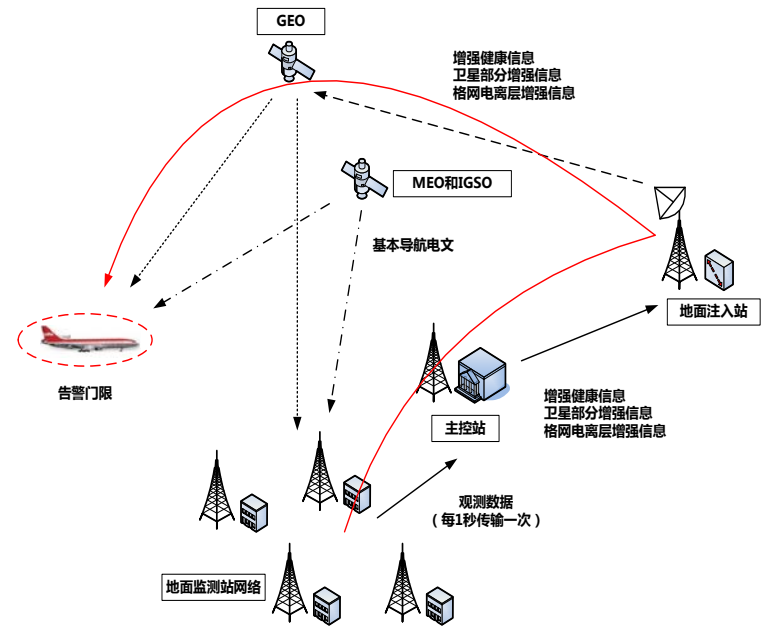 GEO
增强健康信息
卫星部分增强信息
格网电离层增强信息
MEO和IGSO
基本导航电文
地面注入站
告警门限
增强健康信息
卫星部分增强信息
格网电离层增强信息
主控站
观测数据
（每1秒传输一次）
地面监测站网络